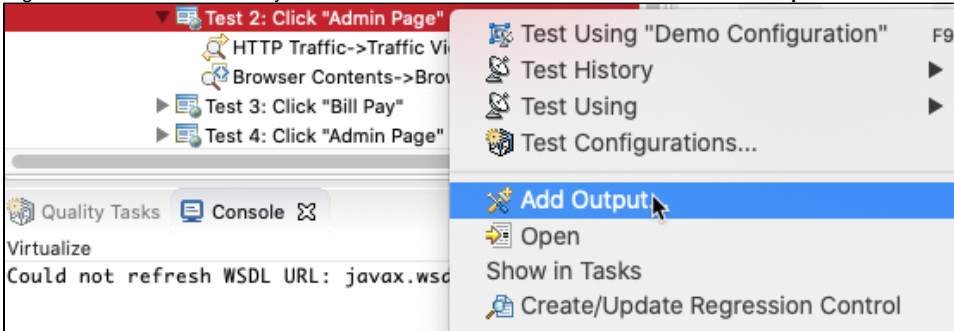 Test 2: Click "Admin Page"
HTTP Traffic->Traffic Vi
Browser Contents->Brow
Test 3: Click "Bill Pay"
Test 4: Click "Admin Page"
Quality Tasks Console
Virtualize
Could not refresh WSDL URL: javax.wsd
Test Using "Demo Configuration" F9
Test History
Test Using
Test Configurations...
Add Output
Open
Show in Tasks
Create/Update Regression Control